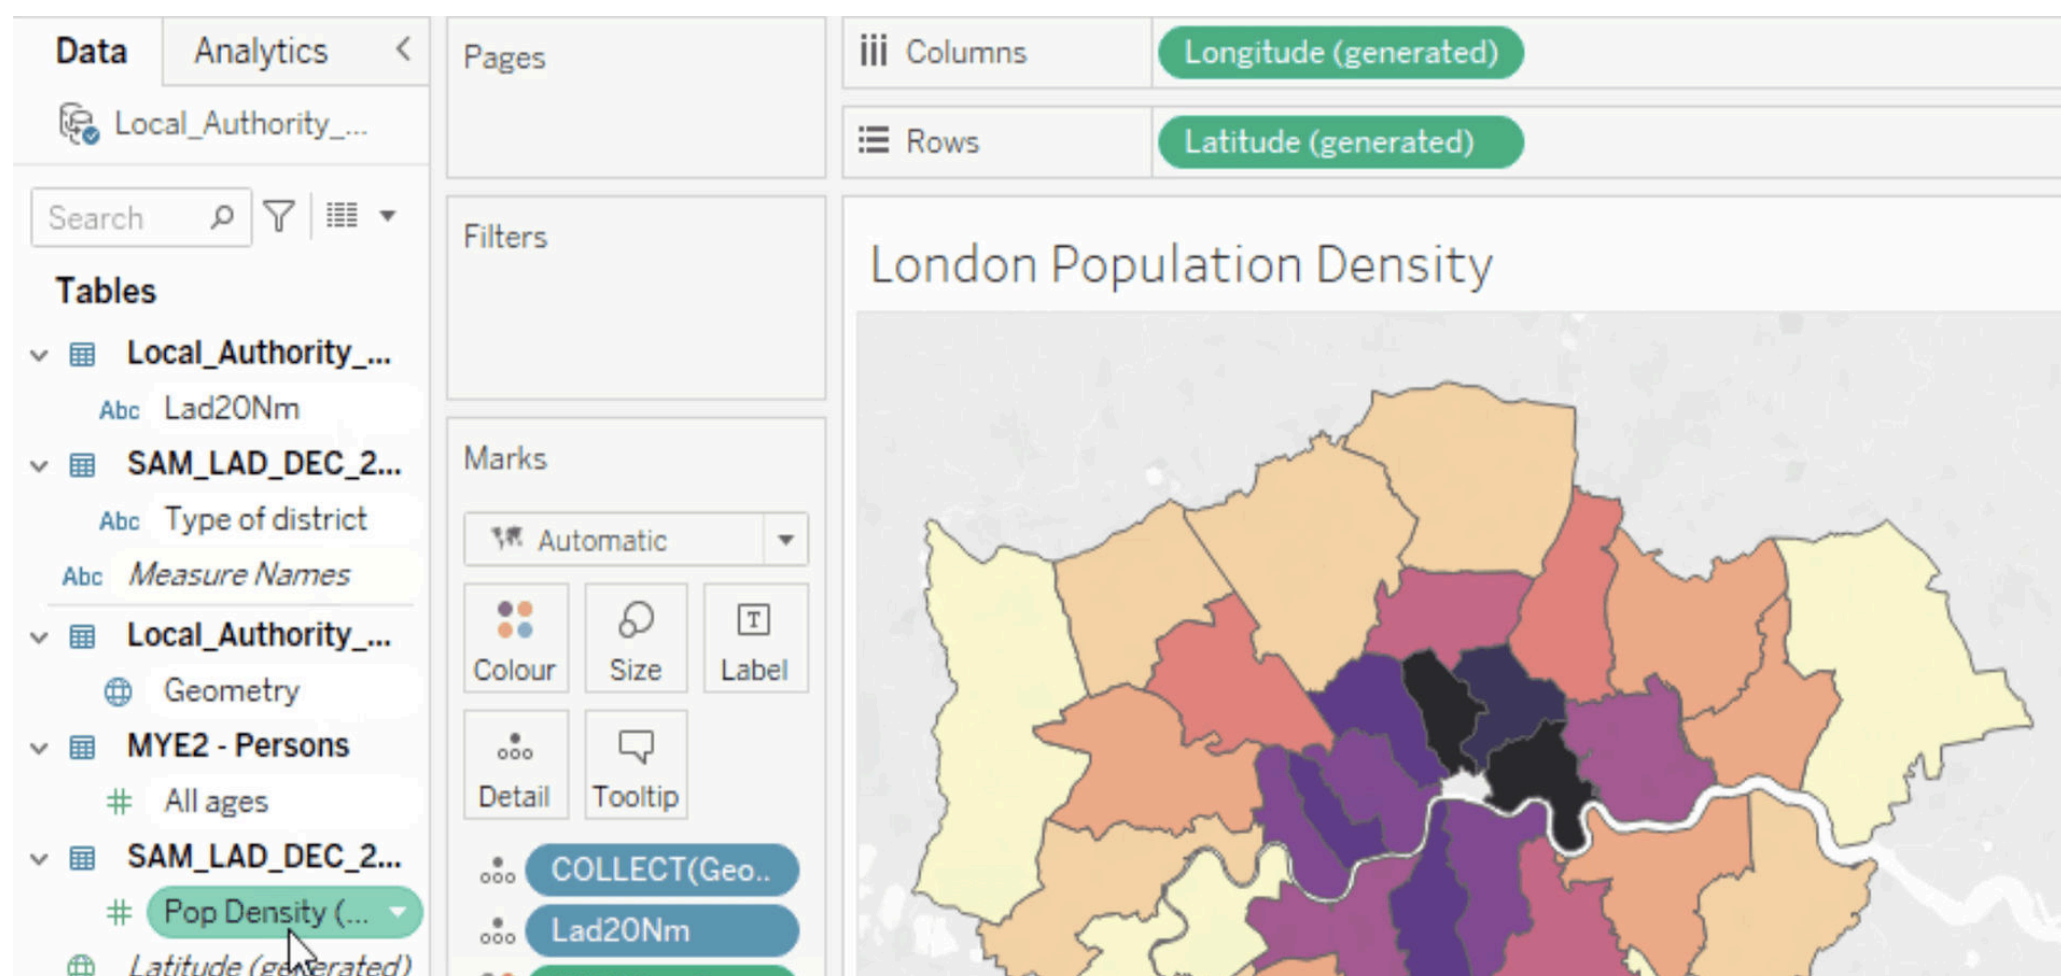 Data
Analytics
Local_Authority_...
Search
Tables
Local_Authority_...
Abc Lad20Nm
SAM_LAD_DEC_2...
Abc Type of district
Abc Measure Names
Local_Authority_...
Geometry
MYE2 - Persons
# All ages
SAM_LAD_DEC_2...
# Pop Density (...
Latitude (generated)
Pages
Filters
Marks
Automatic
Colour
Size
T
Label
Detail
Tooltip
COLLECT(Geo..
Lad20Nm
Columns
Longitude (generated)
Rows
Latitude (generated)
London Population Density